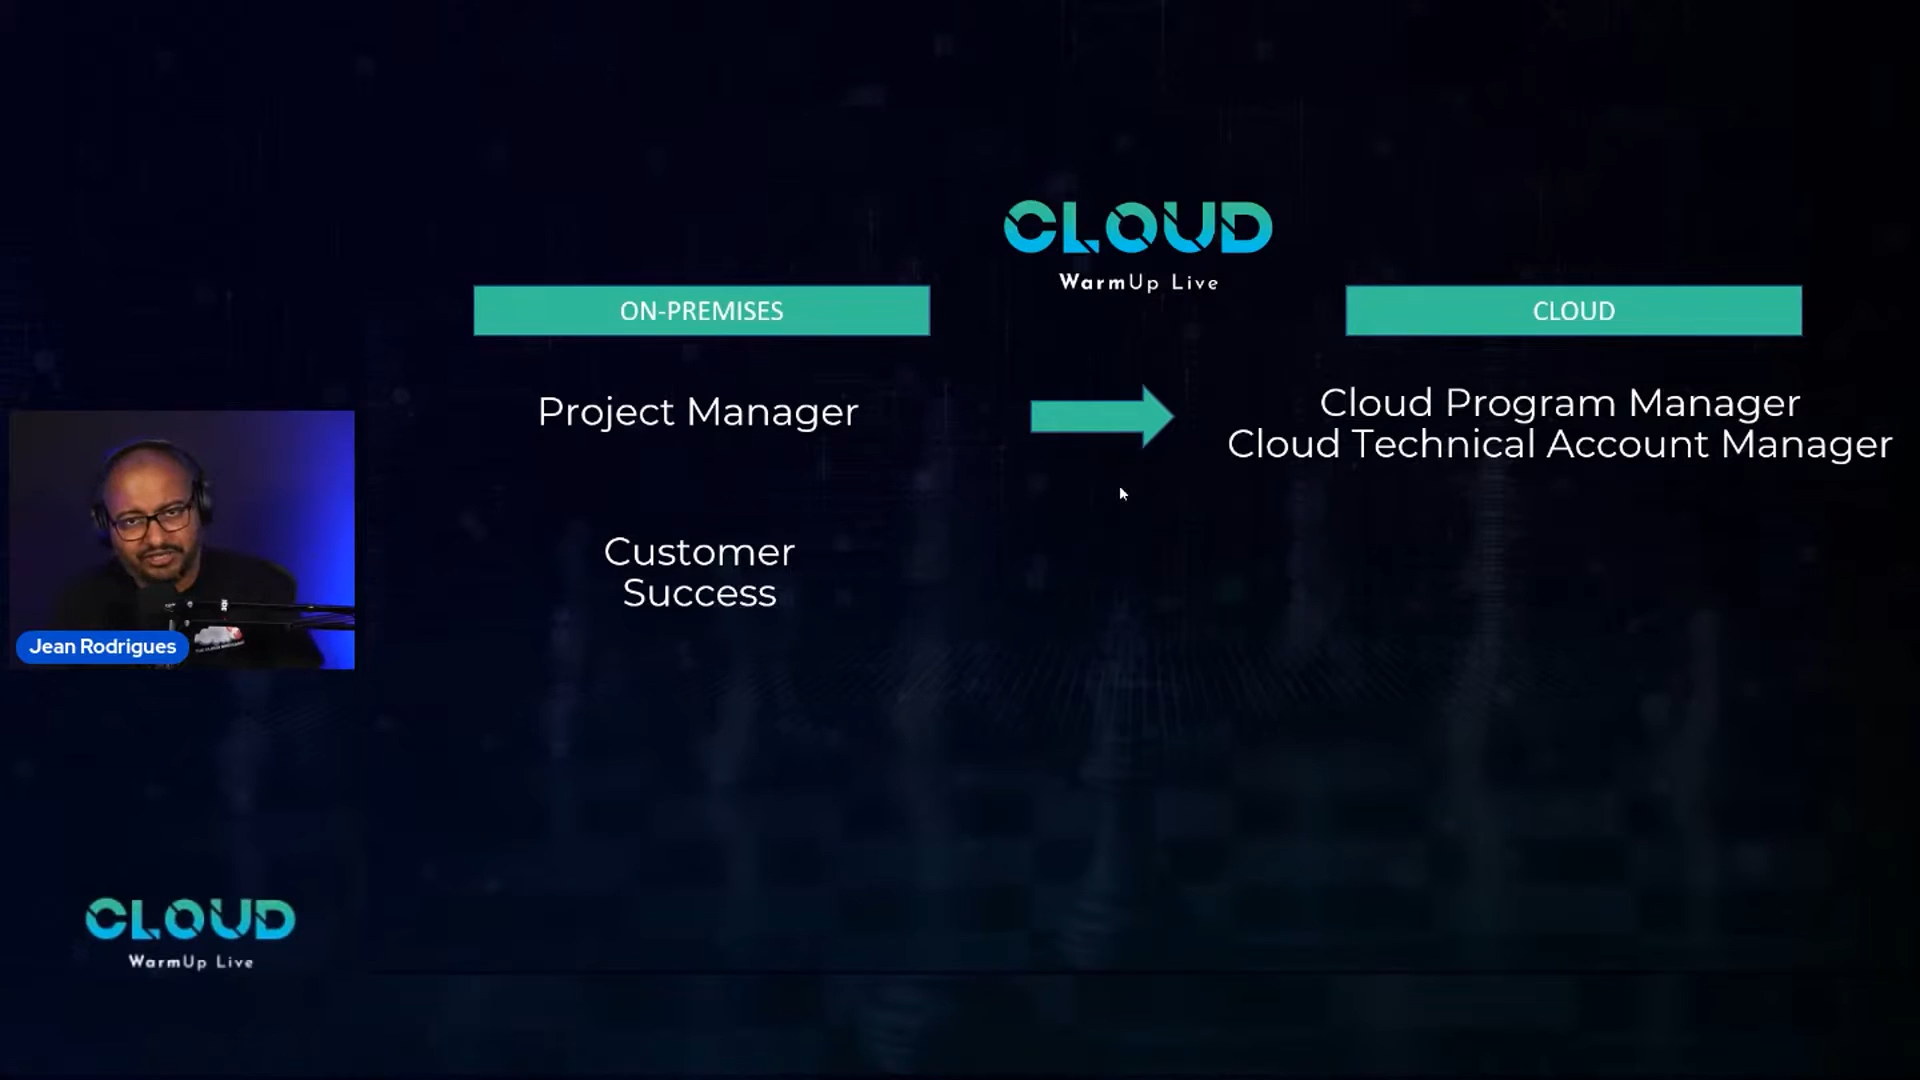 CLOUD
WarmUp Live
ON-PREMISES
CLOUD
Project Manager
Cloud Program Manager
Cloud Technical Account Manager
Customer
Success
Jean Rodrigues
CLOUD
WarmUp Live